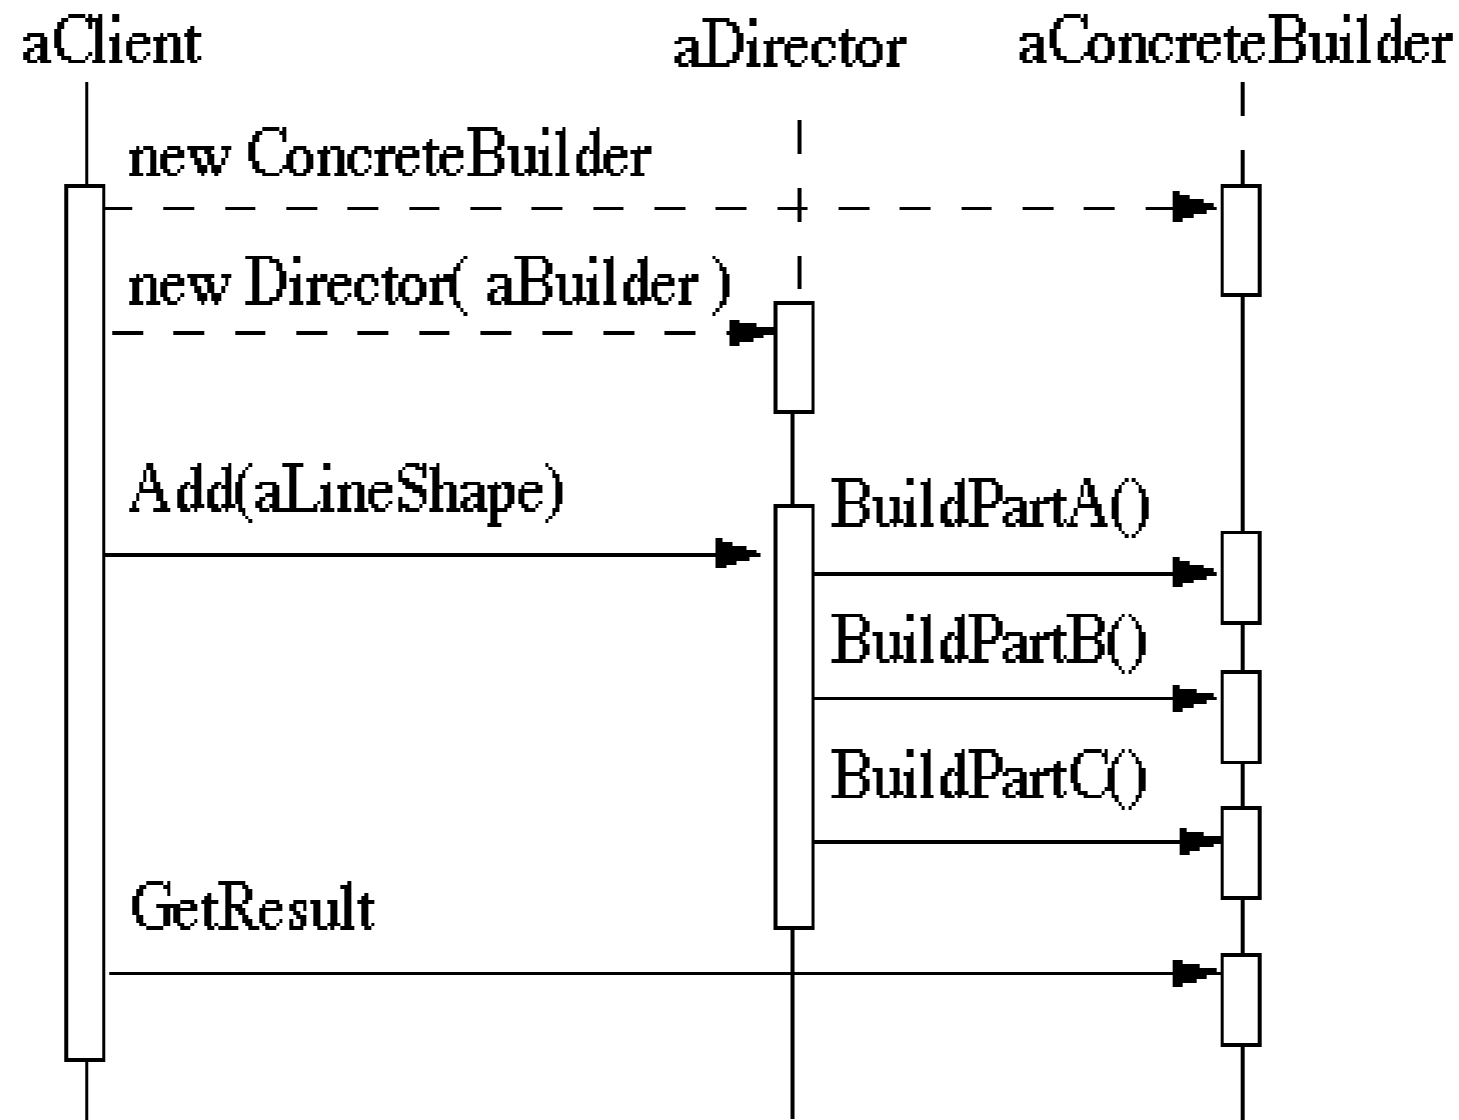 aClient aDirector aConcreteBuilder
new ConcreteBuilder
new Director( aBuilder )
Add(aLineShape)
BuildPartA()
BuildPartB()
BuildPartC()
GetResult